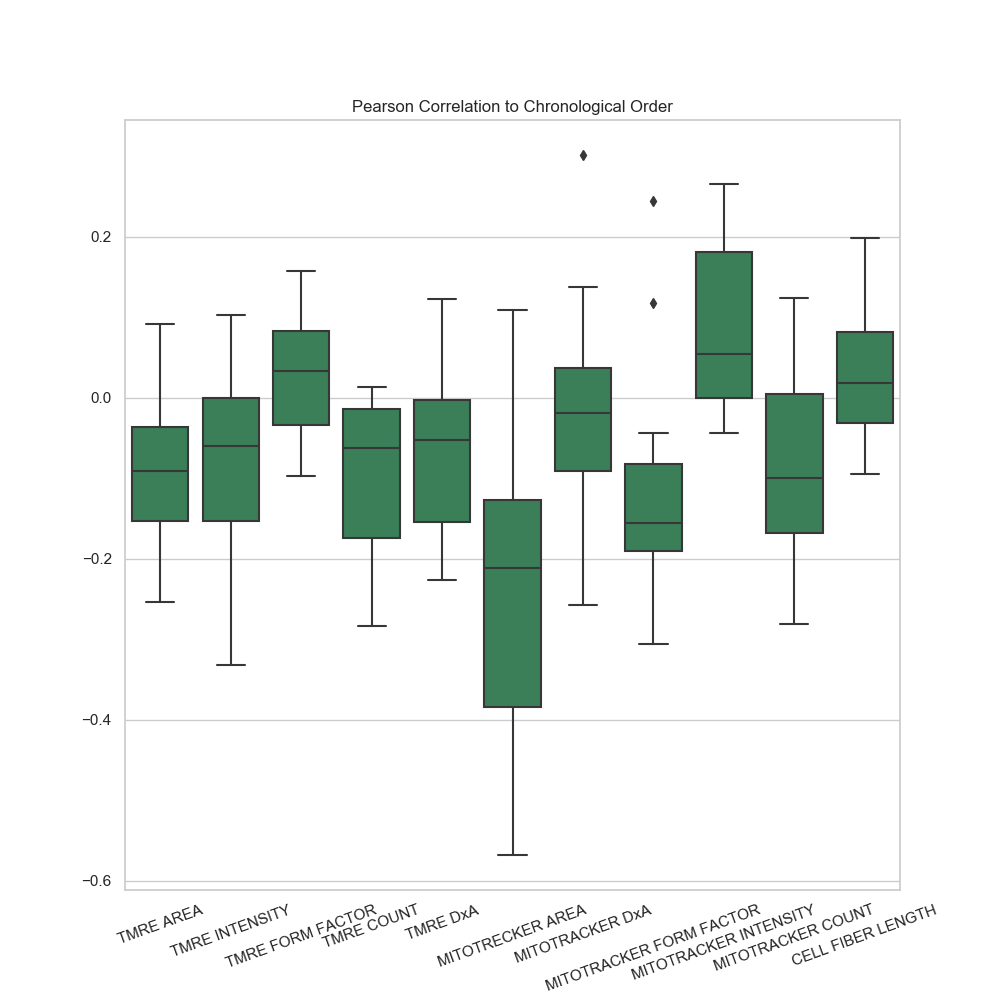 Pearson Correlation to Chronological Order
0.2
0.0
−0.2
−0.4
−0.6
TMRE AREA
TMRE INTENSITY
TMRE FORM FACTOR
TMRE COUNT
TMRE DxA
MITOTRECKER AREA
MITOTRACKER DxA
MITOTRACKER FORM FACTOR
MITOTRACKER INTENSITY
MITOTRACKER COUNT
CELL FIBER LENGTH